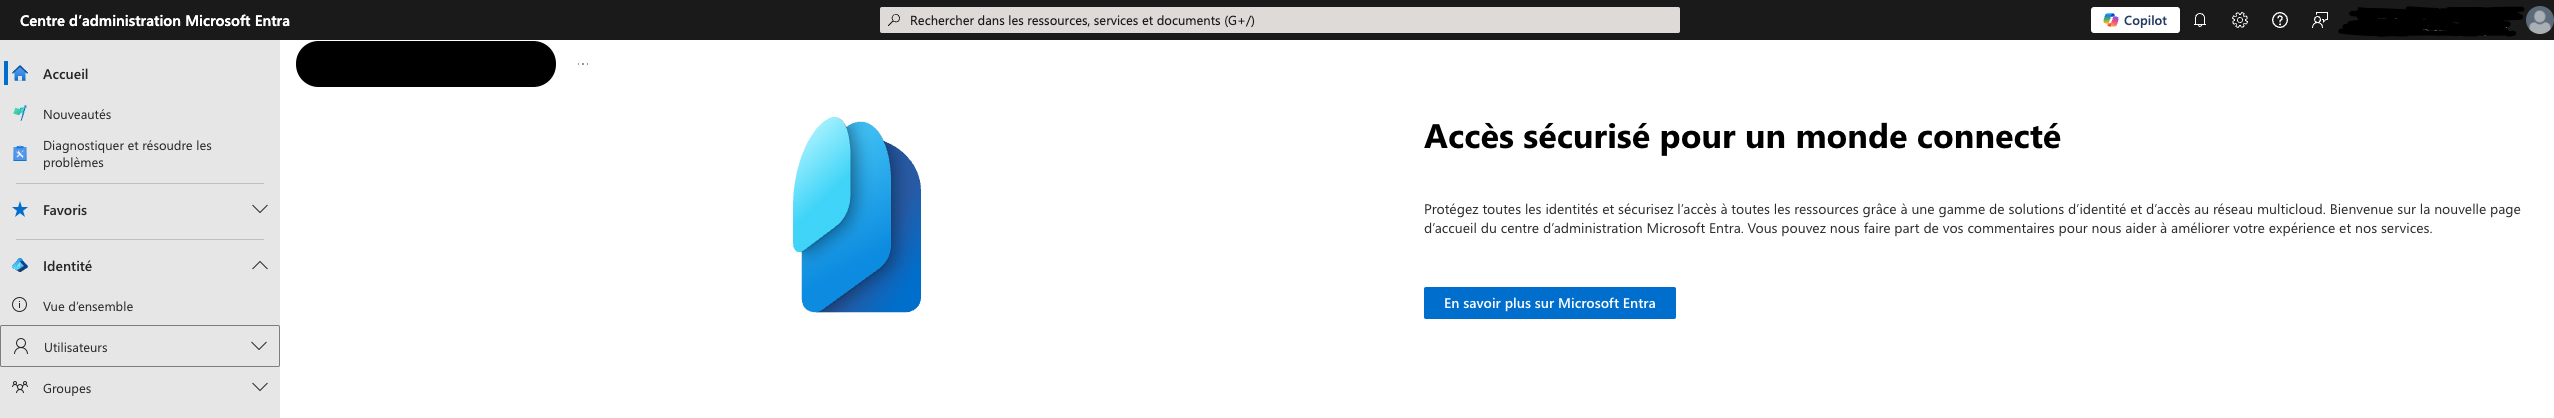 Centre d’administration Microsoft Entra
Rechercher dans les ressources, services et documents (G+/)
Copilot
Accueil
Nouveautés
Diagnostiquer et résoudre les
problèmes
Favoris
Identité
Vue d’ensemble
Utilisateurs
Groupes
...
Accès sécurisé pour un monde connecté
Protégez toutes les identités et sécurisez l’accès à toutes les ressources grâce à une gamme de solutions d’identité et d’accès au réseau multicloud. Bienvenue sur la nouvelle page
d’accueil du centre d’administration Microsoft Entra. Vous pouvez nous faire part de vos commentaires pour nous aider à améliorer votre expérience et nos services.
En savoir plus sur Microsoft Entra